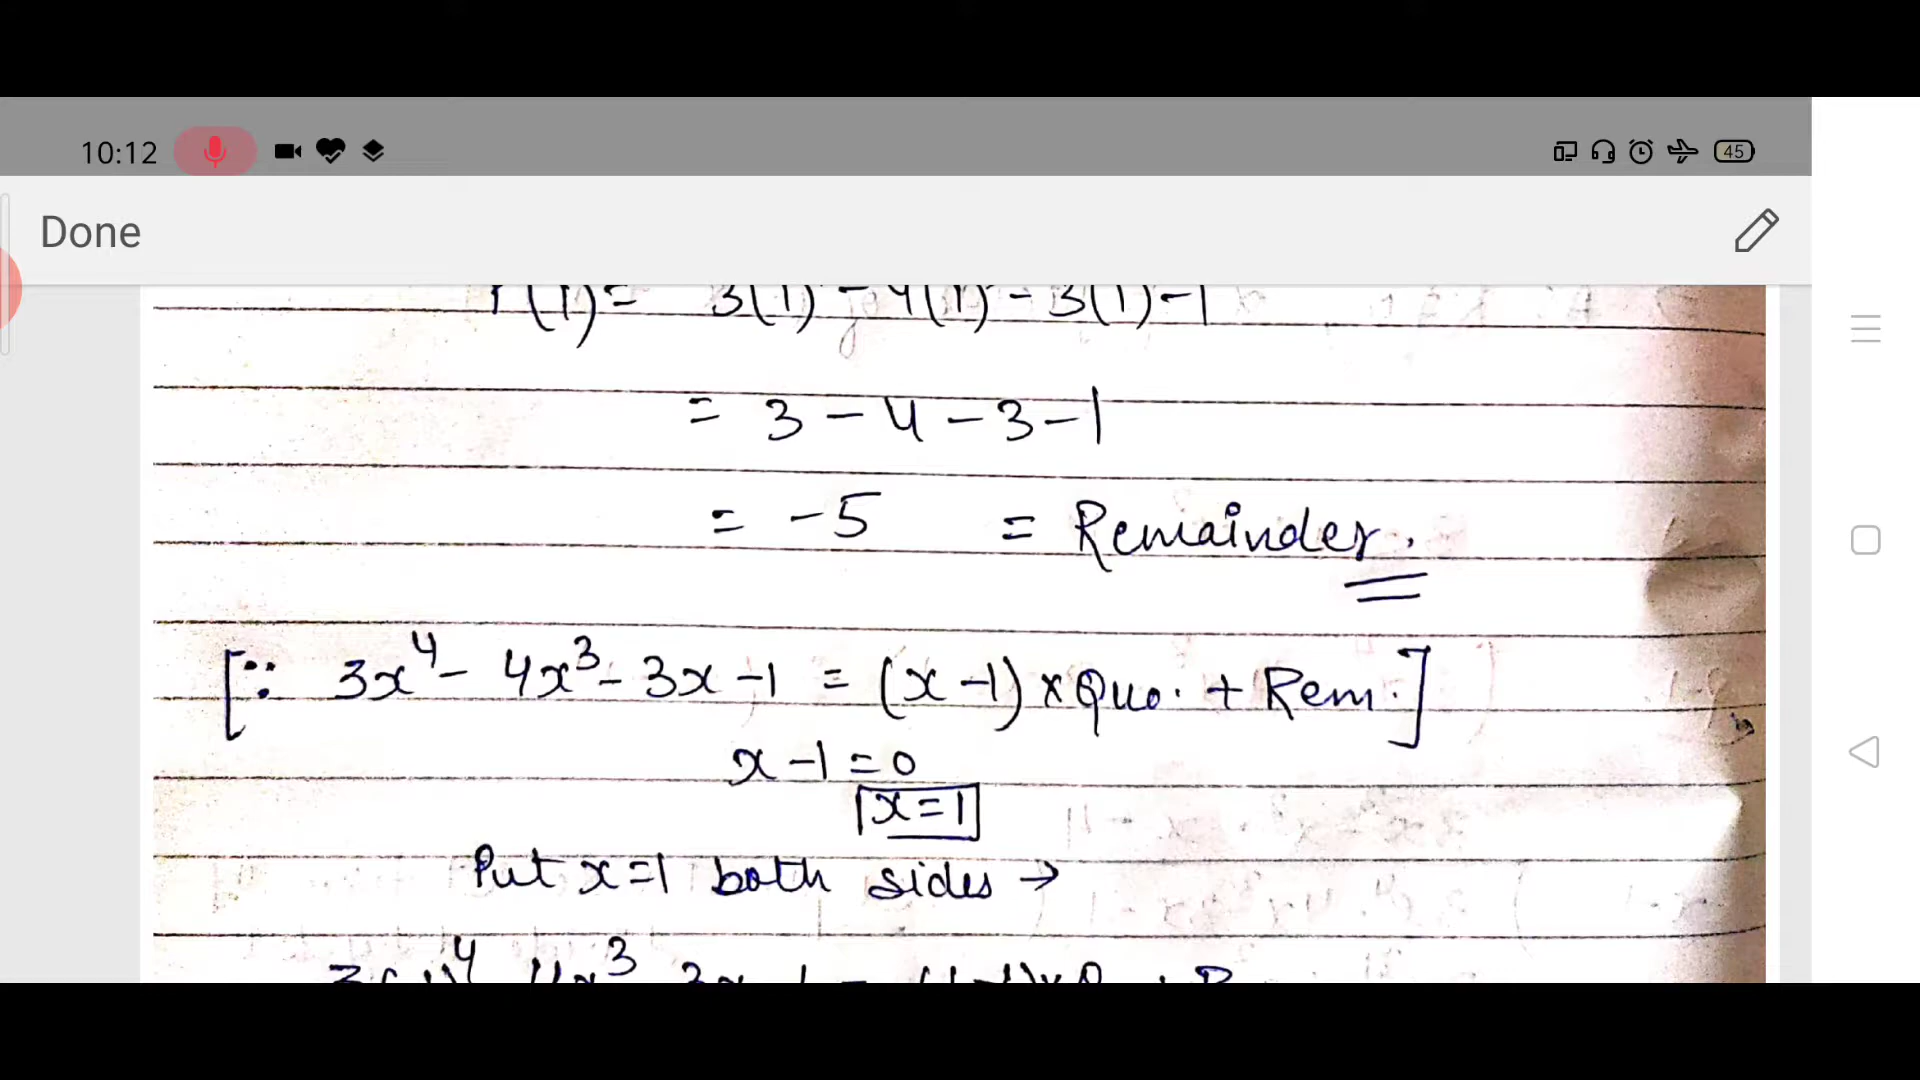 10:12
45
Done
= 3 - 4 - 3 - 1
= -5 = Remainder.
[∵ 3x⁴ - 4x³ - 3x - 1 = (x - 1) × Quo. + Rem.]
x - 1 = 0
x = 1
Put x = 1 both sides →